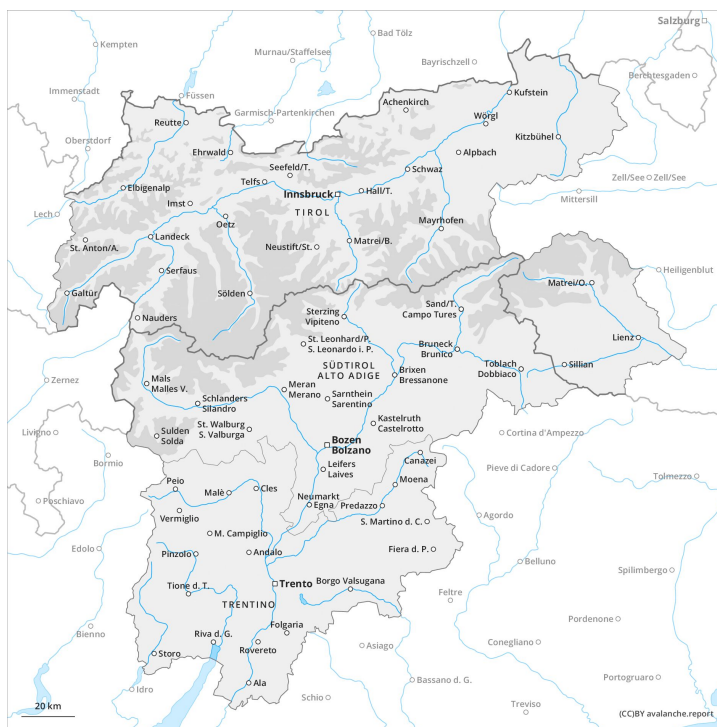 Salzburg
Kempten
Bad Tölz
Murnau/Staffelsee
Bayrischzell
Berchtesgaden
Immenstadt
Füssen
Achenkirch
Kufstein
Garmisch-Partenkirchen
Reutte
Wörgl
Oberstdorf
Ehrwald
Kitzbühel
Alpbach
Seefeld/T.
Schwaz
Telfs
Zell/See
Zell/See
Elbigenalp
Innsbruck
Hall/T.
Mittersill
Imst
TIROL
Lech
Oetz
Mayrhofen
St. Anton/A.
Landeck
Neustift/St.
Matrei/B.
Serfaus
Heiligenblut
Matrei/O.
Galtür
Sölden
Sand/T.
Campo Tures
Nauders
Sterzing
Vipiteno
St. Leonhard/P.
S. Leonardo i. P.
Lienz
Bruneck
Brunico
Toblach
Dobbiaco
Sillian
SÜDTIROL
ALTO ADIGE
Brixen
Bressanone
Zernez
Mals
Malles V.
Meran
Merano
Schlanders
Silandro
Sarnthein
Sarentino
St. Walburg
S. Valburga
Kastelruth
Castelrotto
Livigno
Sulden
Solda
Cortina d'Ampezzo
Bozen
Bolzano
Bormio
Canazei
Leifers
Laives
Pieve di Cadore
Tolmezzo
Peio
Malè
Cles
Moena
Poschiavo
Neumarkt
Egna
Predazzo
Vermiglio
S. Martino d. C.
Agordo
M. Campiglio
Edolo
Pinzolo
Andalo
Fiera d. P.
Belluno
Spilimbergo
Tione d. T.
Trento
Borgo Valsugana
Feltre
TRENTINO
Pordenone
Bienno
Folgaria
Riva d. G.
Rovereto
Asiago
Conegliano
Storo
Portogruaro
Idro
Ala
Bassano d. G.
Schio
Treviso
20 km
(CC)BY avalanche.report